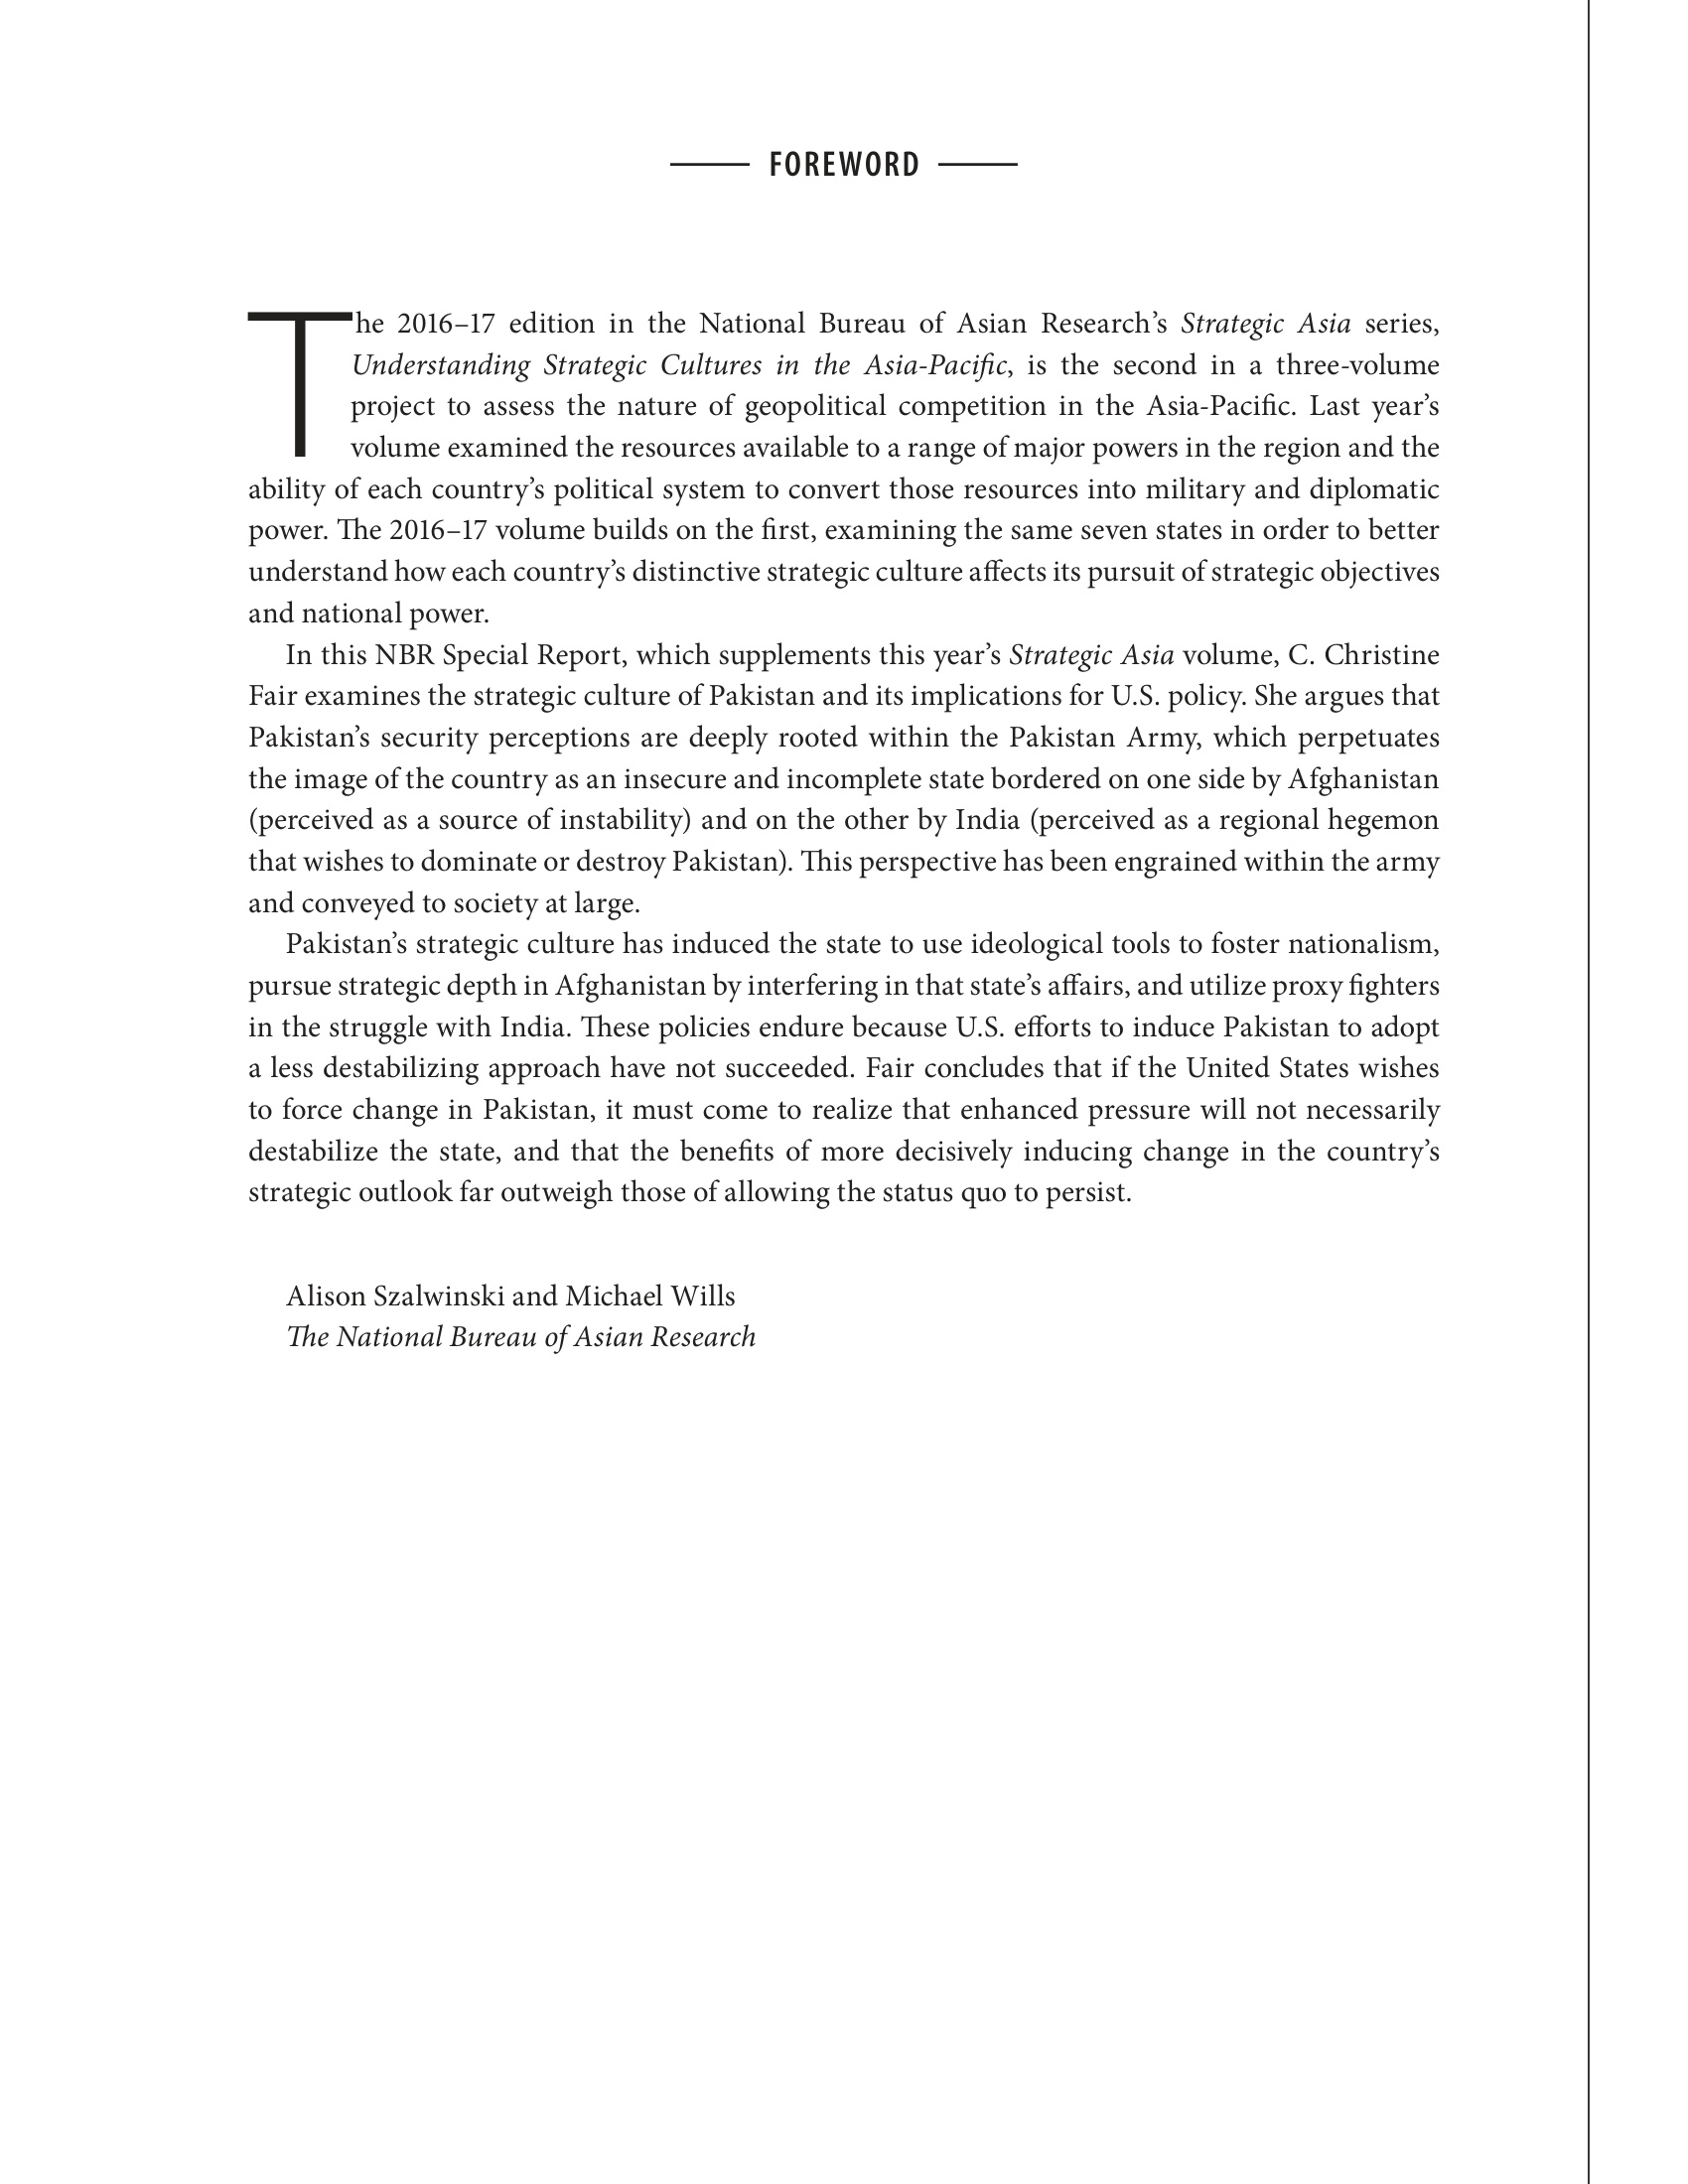 FOREWORD
The 2016–17 edition in the National Bureau of Asian Research’s Strategic Asia series,
Understanding Strategic Cultures in the Asia-Pacific, is the second in a three-volume
project to assess the nature of geopolitical competition in the Asia-Pacific. Last year’s
volume examined the resources available to a range of major powers in the region and the
ability of each country’s political system to convert those resources into military and diplomatic
power. The 2016–17 volume builds on the first, examining the same seven states in order to better
understand how each country’s distinctive strategic culture affects its pursuit of strategic objectives
and national power.
In this NBR Special Report, which supplements this year’s Strategic Asia volume, C. Christine
Fair examines the strategic culture of Pakistan and its implications for U.S. policy. She argues that
Pakistan’s security perceptions are deeply rooted within the Pakistan Army, which perpetuates
the image of the country as an insecure and incomplete state bordered on one side by Afghanistan
(perceived as a source of instability) and on the other by India (perceived as a regional hegemon
that wishes to dominate or destroy Pakistan). This perspective has been engrained within the army
and conveyed to society at large.
Pakistan’s strategic culture has induced the state to use ideological tools to foster nationalism,
pursue strategic depth in Afghanistan by interfering in that state’s affairs, and utilize proxy fighters
in the struggle with India. These policies endure because U.S. efforts to induce Pakistan to adopt
a less destabilizing approach have not succeeded. Fair concludes that if the United States wishes
to force change in Pakistan, it must come to realize that enhanced pressure will not necessarily
destabilize the state, and that the benefits of more decisively inducing change in the country’s
strategic outlook far outweigh those of allowing the status quo to persist.
Alison Szalwinski and Michael Wills
The National Bureau of Asian Research